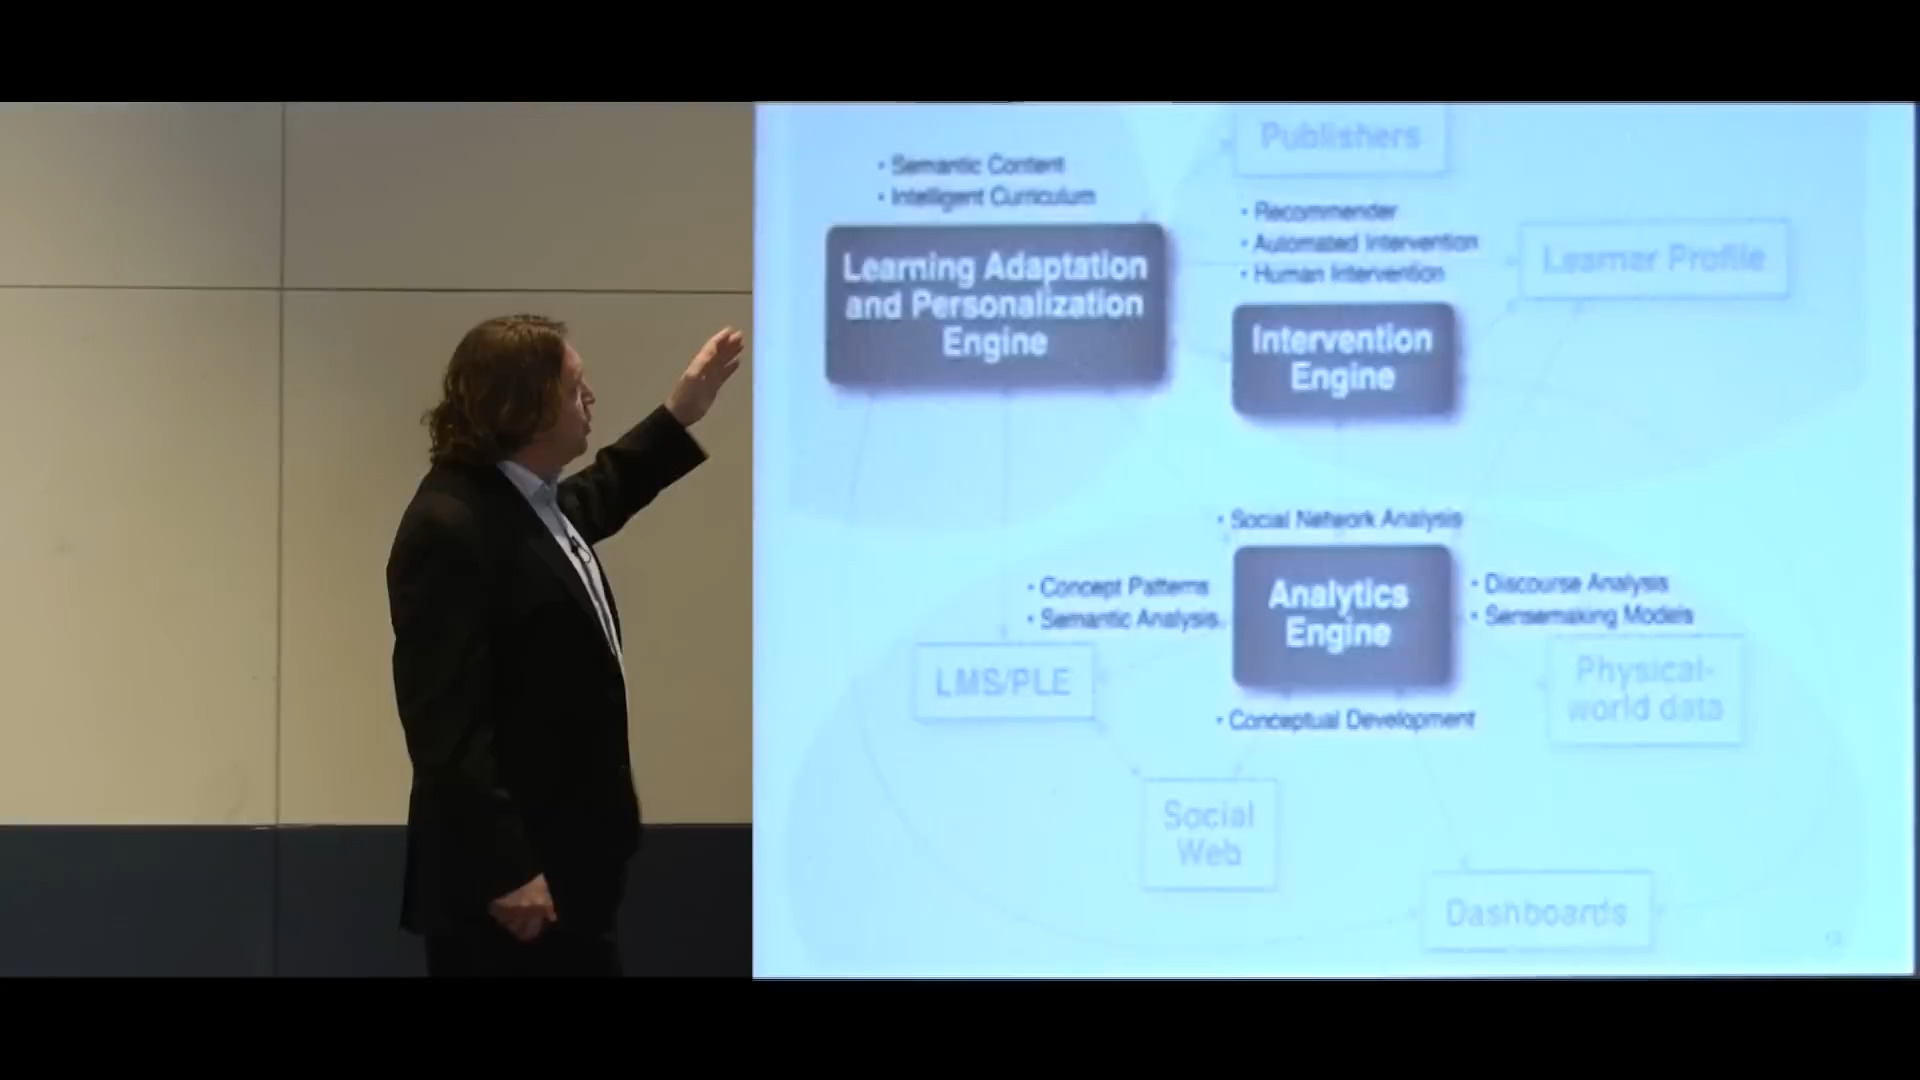 Publishers
• Semantic Content
• Intelligent Curriculum
• Recommender
• Automated Intervention
• Human Intervention
Learning Adaptation
and Personalization
Engine
Learner Profile
Intervention
Engine
• Social Network Analysis
• Concept Patterns
• Semantic Analysis
Analytics
Engine
• Discourse Analysis
• Sensemaking Models
LMS/PLE
Physical-
world data
• Conceptual Development
Social
Web
Dashboards